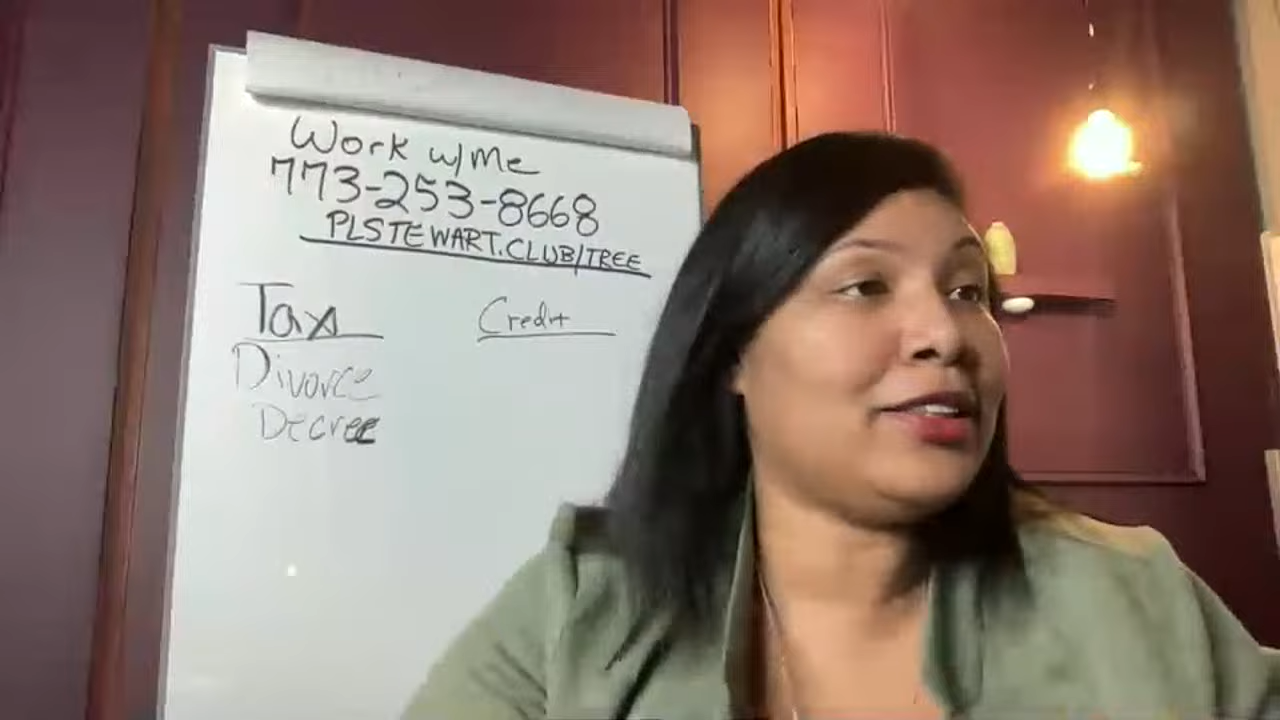 Work w/Me
773-253-8668
PLSTEWART.CLUB/TREE
Tax
Credit
Divorce
Decree